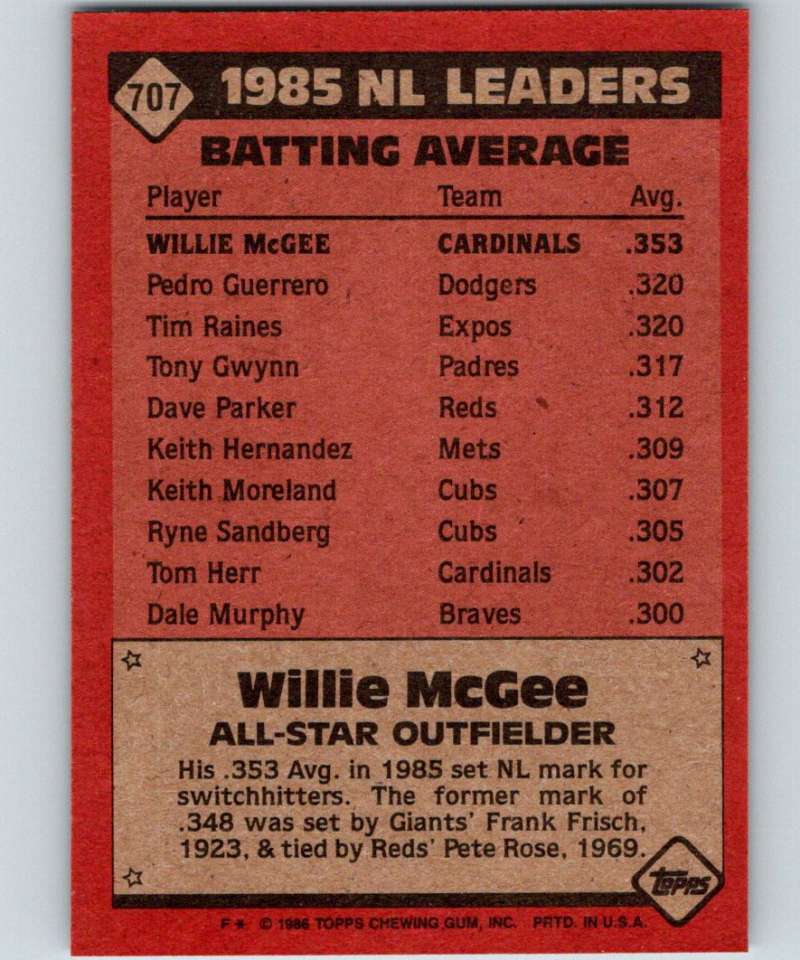 707
1985 NL LEADERS
BATTING AVERAGE
Player Team Avg.
WILLIE McGEE CARDINALS .353
Pedro Guerrero Dodgers .320
Tim Raines Expos .320
Tony Gwynn Padres .317
Dave Parker Reds .312
Keith Hernandez Mets .309
Keith Moreland Cubs .307
Ryne Sandberg Cubs .305
Tom Herr Cardinals .302
Dale Murphy Braves .300
Willie McGee
ALL-STAR OUTFIELDER
His .353 Avg. in 1985 set NL mark for
switchhitters. The former mark of
.348 was set by Giants' Frank Frisch,
1923, & tied by Reds' Pete Rose, 1969.
Topps
F* © 1986 TOPPS CHEWING GUM, INC. PRTD. IN U.S.A.